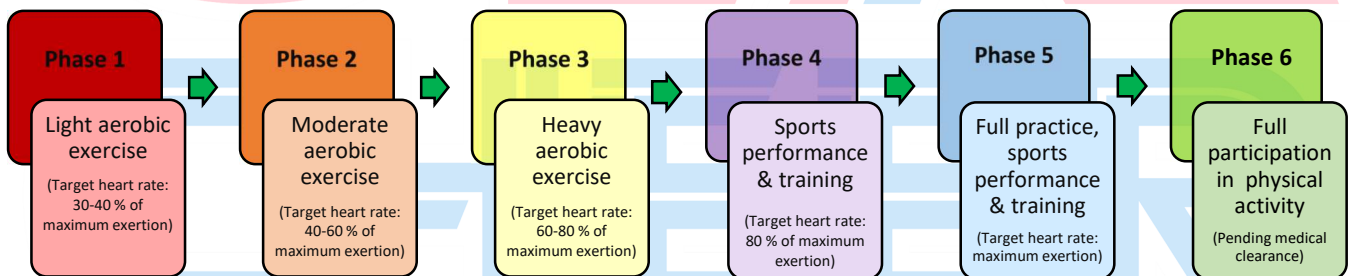 Phase 1
Light aerobic
exercise
(Target heart rate:
30-40 % of
maximum exertion)
Phase 2
Moderate
aerobic
exercise
(Target heart rate:
40-60 % of
maximum exertion)
Phase 3
Heavy
aerobic
exercise
(Target heart rate:
60-80 % of
maximum exertion)
Phase 4
Sports
performance
& training
(Target heart rate:
80 % of maximum
exertion)
Phase 5
Full practice,
sports
performance
& training
(Target heart rate:
maximum exertion)
Phase 6
Full
participation
in physical
activity
(Pending medical
clearance)